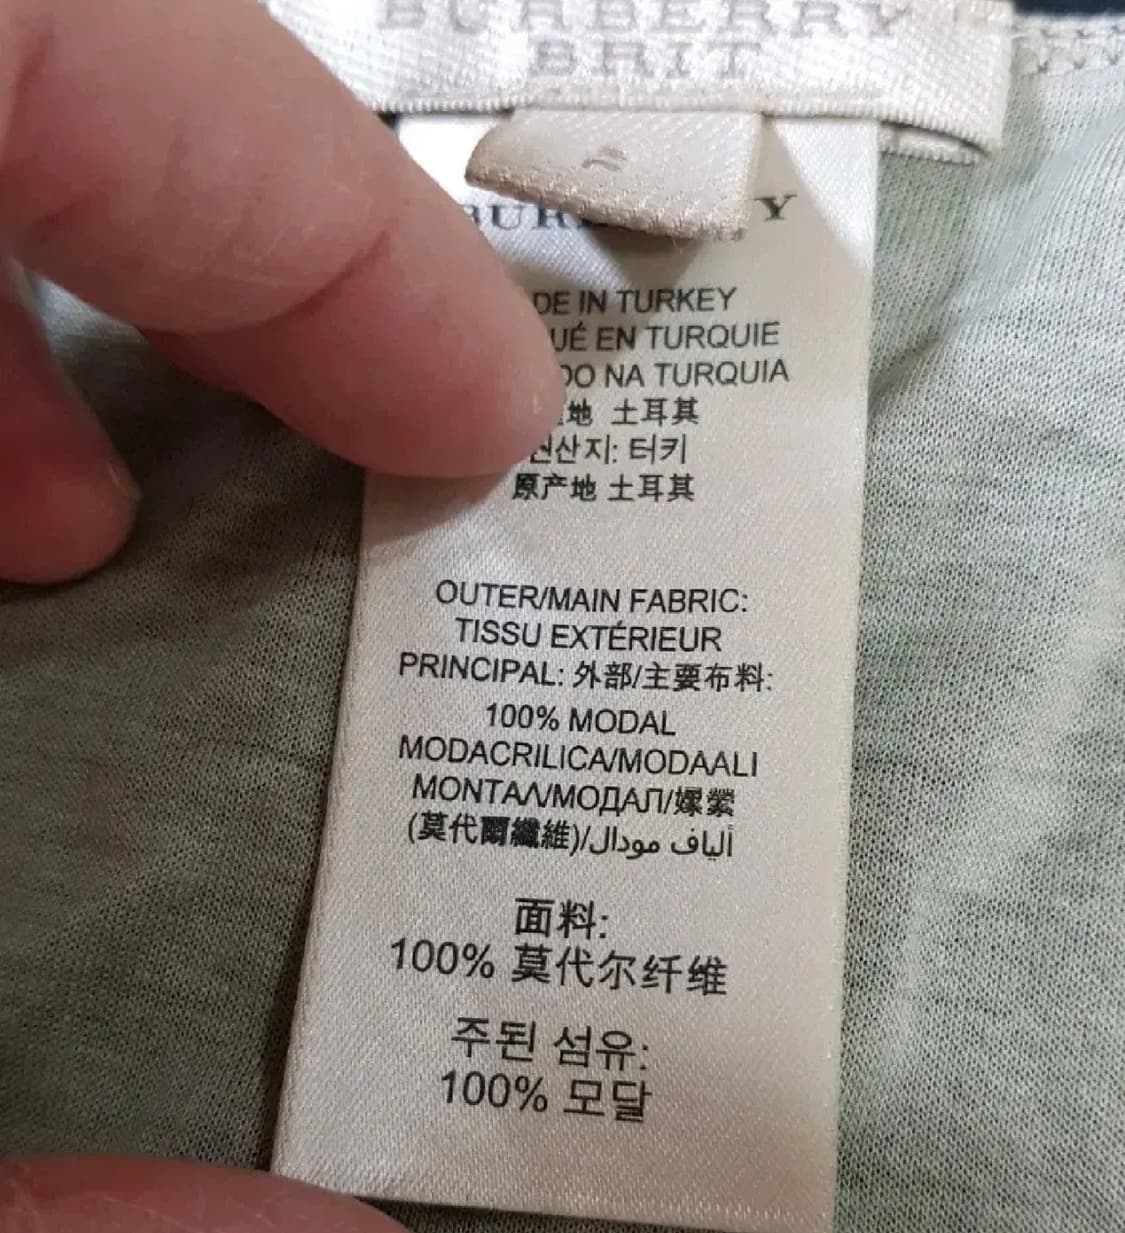 BURBERRY
BRIT
DE IN TURKEY
UÉ EN TURQUIE
DO NA TURQUIA
地 土耳其
산지: 터키
原产地 土耳其
OUTER/MAIN FABRIC:
TISSU EXTÉRIEUR
PRINCIPAL: 外部/主要布料:
100% MODAL
MODACRILICA/MODAALI
ΜΟΝΤΑΛ/МОДАЛ/嫘縈
(莫代爾纖維)/ألياف مودال
面料:
100% 莫代尔纤维
주된 섬유:
100% 모달